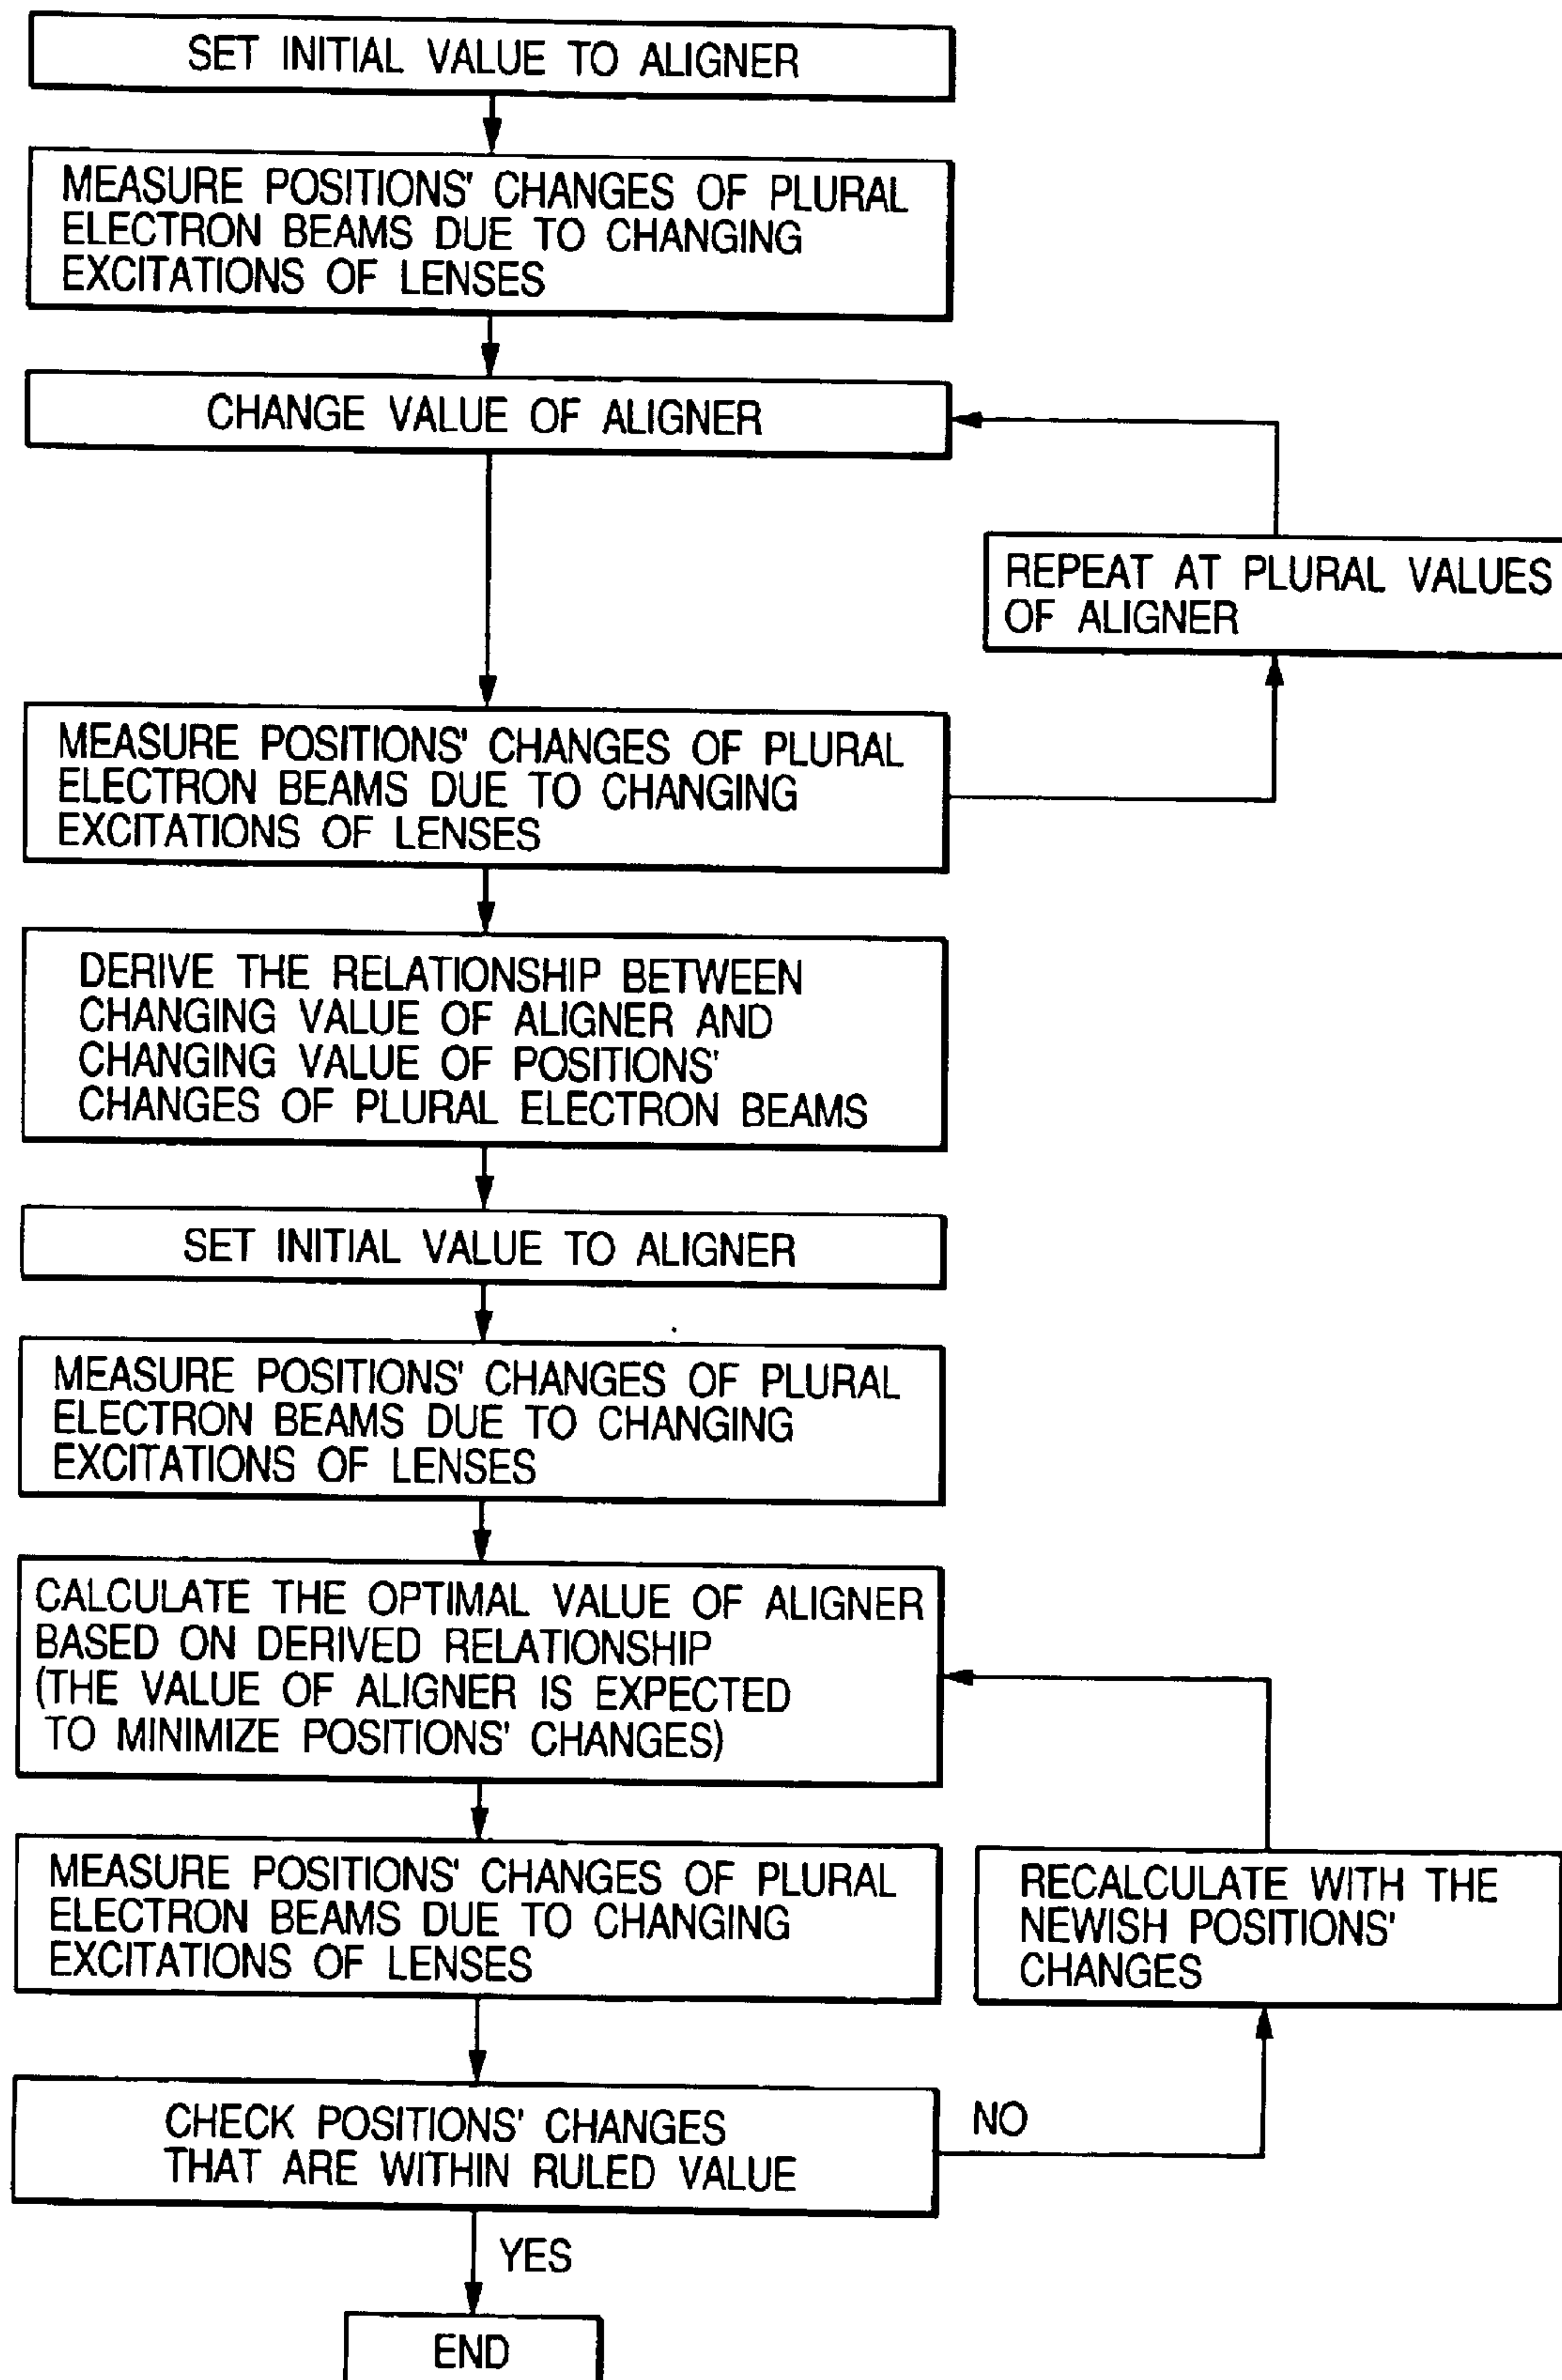 SET INITIAL VALUE TO ALIGNER
MEASURE POSITIONS' CHANGES OF PLURAL
ELECTRON BEAMS DUE TO CHANGING
EXCITATIONS OF LENSES
CHANGE VALUE OF ALIGNER
REPEAT AT PLURAL VALUES
OF ALIGNER
MEASURE POSITIONS' CHANGES OF PLURAL
ELECTRON BEAMS DUE TO CHANGING
EXCITATIONS OF LENSES
DERIVE THE RELATIONSHIP BETWEEN
CHANGING VALUE OF ALIGNER AND
CHANGING VALUE OF POSITIONS'
CHANGES OF PLURAL ELECTRON BEAMS
SET INITIAL VALUE TO ALIGNER
MEASURE POSITIONS' CHANGES OF PLURAL
ELECTRON BEAMS DUE TO CHANGING
EXCITATIONS OF LENSES
CALCULATE THE OPTIMAL VALUE OF ALIGNER
BASED ON DERIVED RELATIONSHIP
(THE VALUE OF ALIGNER IS EXPECTED
TO MINIMIZE POSITIONS' CHANGES)
MEASURE POSITIONS' CHANGES OF PLURAL
ELECTRON BEAMS DUE TO CHANGING
EXCITATIONS OF LENSES
RECALCULATE WITH THE
NEWISH POSITIONS'
CHANGES
CHECK POSITIONS' CHANGES
THAT ARE WITHIN RULED VALUE
NO
YES
END